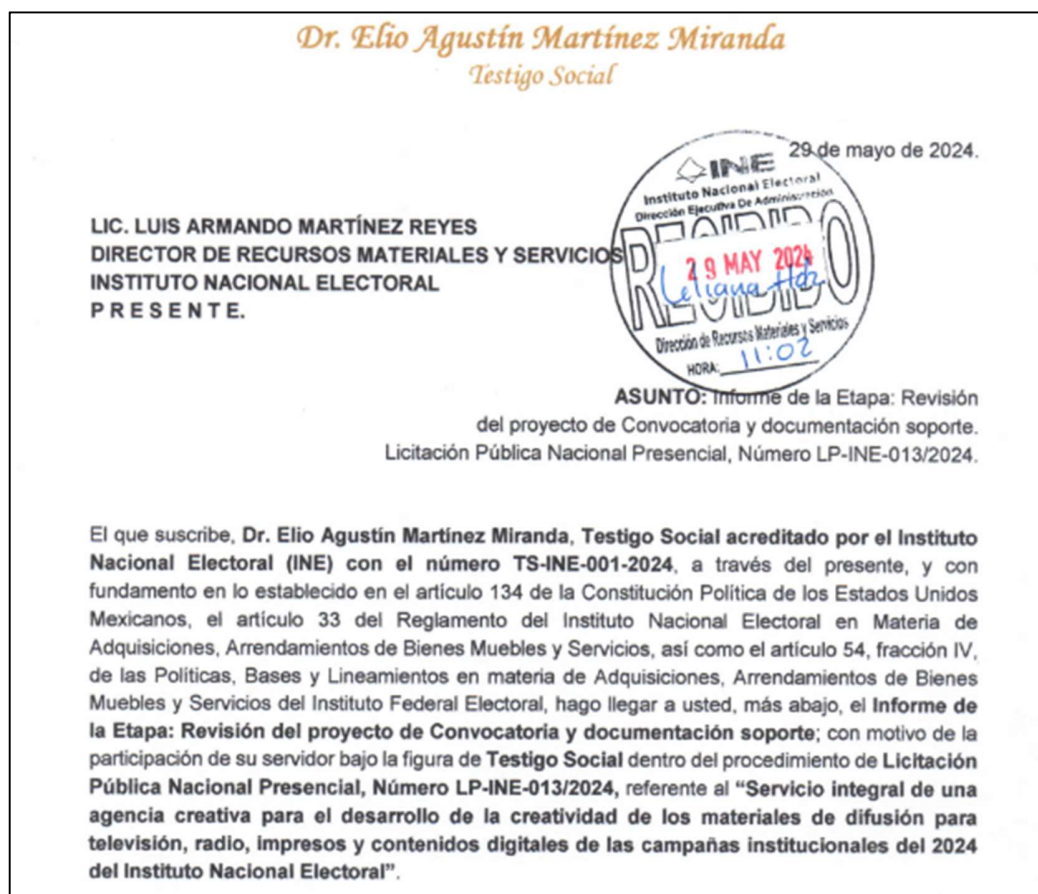 Dr. Elio Agustín Martínez Miranda
Testigo Social
29 de mayo de 2024.
INE
Instituto Nacional Electoral
Dirección Ejecutiva De Administración
RECIBIDO
29 MAY 2024
Liliana Hdz
Dirección de Recursos Materiales y Servicios
HORA: 11:02
LIC. LUIS ARMANDO MARTÍNEZ REYES
DIRECTOR DE RECURSOS MATERIALES Y SERVICIOS
INSTITUTO NACIONAL ELECTORAL
P R E S E N T E.
ASUNTO: Informe de la Etapa: Revisión
del proyecto de Convocatoria y documentación soporte.
Licitación Pública Nacional Presencial, Número LP-INE-013/2024.
El que suscribe, Dr. Elio Agustín Martínez Miranda, Testigo Social acreditado por el Instituto
Nacional Electoral (INE) con el número TS-INE-001-2024, a través del presente, y con
fundamento en lo establecido en el artículo 134 de la Constitución Política de los Estados Unidos
Mexicanos, el artículo 33 del Reglamento del Instituto Nacional Electoral en Materia de
Adquisiciones, Arrendamientos de Bienes Muebles y Servicios, así como el artículo 54, fracción IV,
de las Políticas, Bases y Lineamientos en materia de Adquisiciones, Arrendamientos de Bienes
Muebles y Servicios del Instituto Federal Electoral, hago llegar a usted, más abajo, el Informe de
la Etapa: Revisión del proyecto de Convocatoria y documentación soporte; con motivo de la
participación de su servidor bajo la figura de Testigo Social dentro del procedimiento de Licitación
Pública Nacional Presencial, Número LP-INE-013/2024, referente al “Servicio integral de una
agencia creativa para el desarrollo de la creatividad de los materiales de difusión para
televisión, radio, impresos y contenidos digitales de las campañas institucionales del 2024
del Instituto Nacional Electoral”.